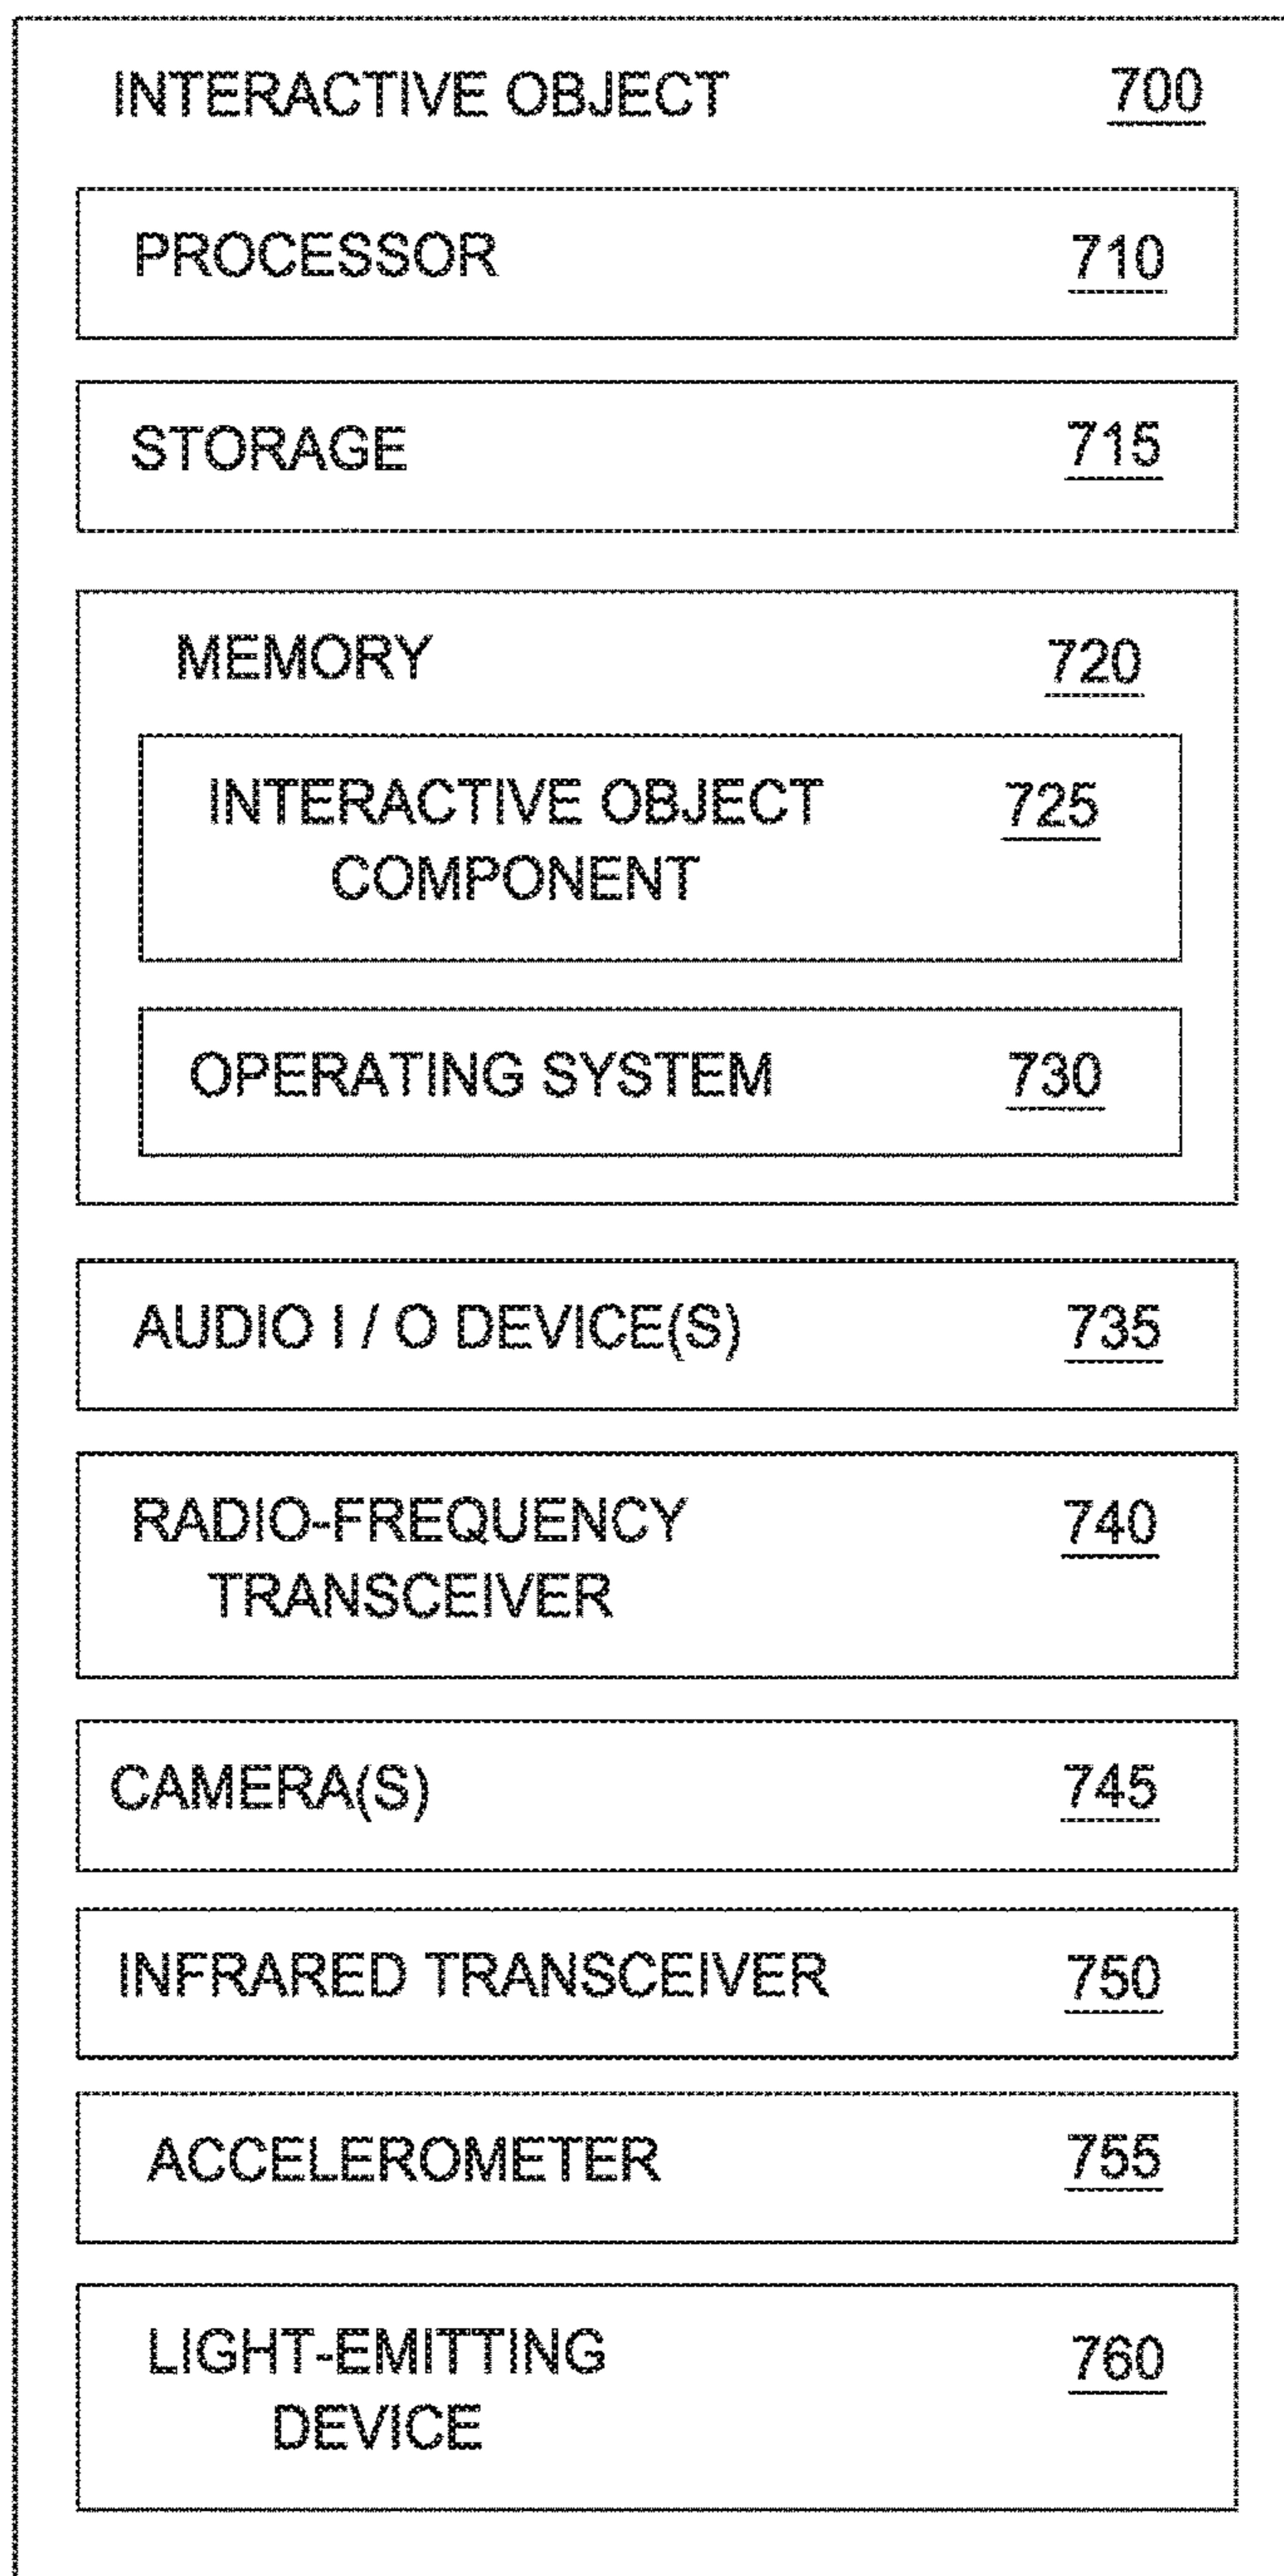 INTERACTIVE OBJECT 700
PROCESSOR 710
STORAGE 715
MEMORY 720
INTERACTIVE OBJECT 725
COMPONENT
OPERATING SYSTEM 730
AUDIO I / O DEVICE(S) 735
RADIO-FREQUENCY 740
TRANSCEIVER
CAMERA(S) 745
INFRARED TRANSCEIVER 750
ACCELEROMETER 755
LIGHT-EMITTING 760
DEVICE